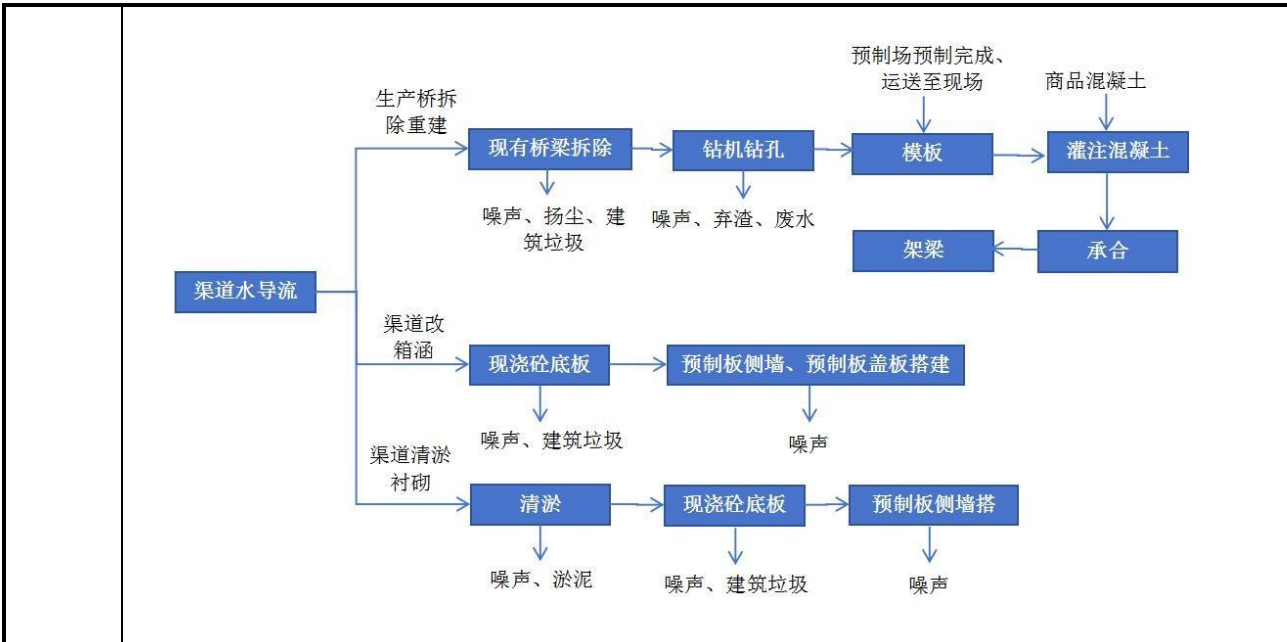 预制场预制完成、
运送至现场
商品混凝土
生产桥拆
除重建
现有桥梁拆除
钻机钻孔
模板
灌注混凝土
噪声、扬尘、建
筑垃圾
噪声、弃渣、废水
架梁
承合
渠道水导流
渠道改
箱涵
现浇砼底板
预制板侧墙、预制板盖板搭建
噪声、建筑垃圾
噪声
渠道清淤
衬砌
清淤
现浇砼底板
预制板侧墙搭
噪声、淤泥
噪声、建筑垃圾
噪声